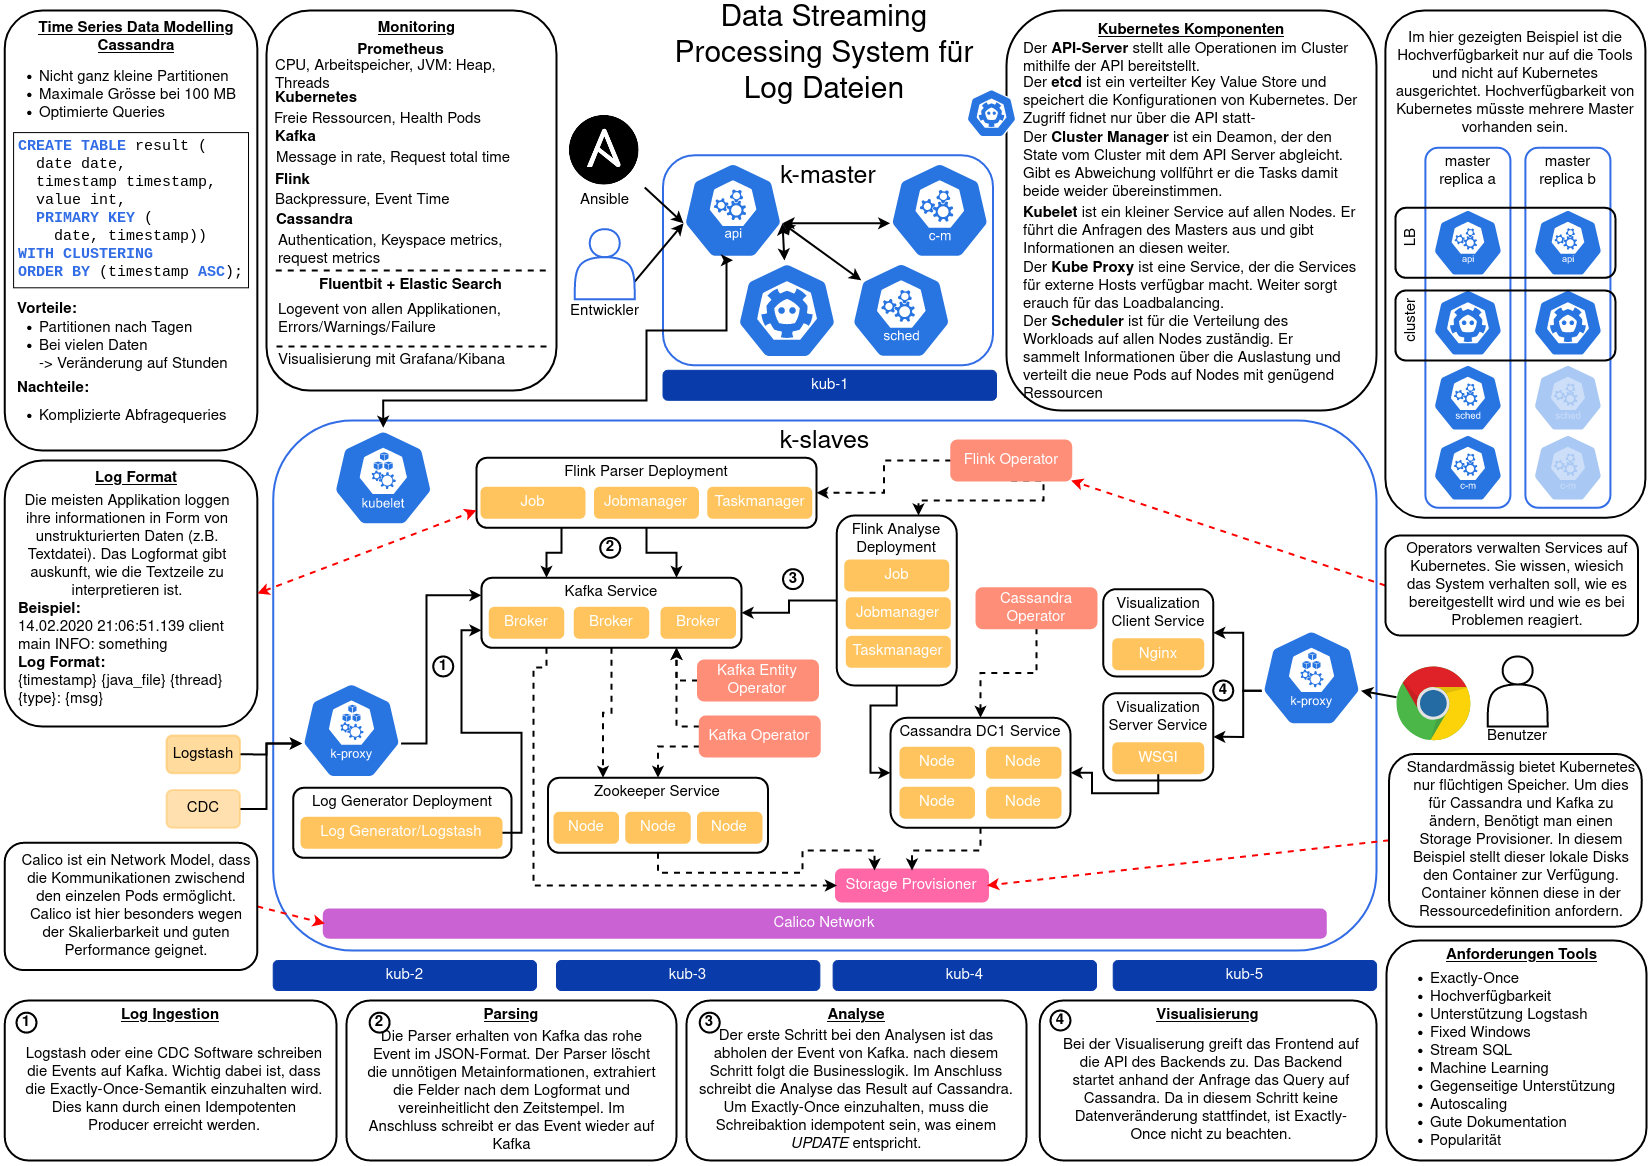 Data Streaming
Processing System für
Log Dateien
Time Series Data Modelling
Cassandra
• Nicht ganz kleine Partitionen
• Maximale Grösse bei 100 MB
• Optimierte Queries
CREATE TABLE result (
date date,
timestamp timestamp,
value int,
PRIMARY KEY (
date, timestamp))
WITH CLUSTERING
ORDER BY (timestamp ASC);
Vorteile:
• Partitionen nach Tagen
• Bei vielen Daten
-> Veränderung auf Stunden
Nachteile:
• Komplizierte Abfragequeries
Monitoring
Prometheus
CPU, Arbeitspeicher, JVM: Heap,
Threads
Kubernetes
Freie Ressourcen, Health Pods
Kafka
Message in rate, Request total time
Flink
Backpressure, Event Time
Cassandra
Authentication, Keyspace metrics,
request metrics
Fluentbit + Elastic Search
Logevent von allen Applikationen,
Errors/Warnings/Failure
Visualisierung mit Grafana/Kibana
Ansible
Entwickler
k-master
api
c-m
sched
kub-1
Kubernetes Komponenten
Der API-Server stellt alle Operationen im Cluster
mithilfe der API bereitstellt.
Der etcd ist ein verteilter Key Value Store und
speichert die Konfigurationen von Kubernetes. Der
Zugriff fidnet nur über die API statt-
Der Cluster Manager ist ein Deamon, der den
State vom Cluster mit dem API Server abgleicht.
Gibt es Abweichung vollführt er die Tasks damit
beide weider übereinstimmen.
Kubelet ist ein kleiner Service auf allen Nodes. Er
führt die Anfragen des Masters aus und gibt
Informationen an diesen weiter.
Der Kube Proxy ist eine Service, der die Services
für externe Hosts verfügbar macht. Weiter sorgt
erauch für das Loadbalancing.
Der Scheduler ist für die Verteilung des
Workloads auf allen Nodes zuständig. Er
sammelt Informationen über die Auslastung und
verteilt die neue Pods auf Nodes mit genügend
Ressourcen
Im hier gezeigten Beispiel ist die
Hochverfügbarkeit nur auf die Tools
und nicht auf Kubernetes
ausgerichtet. Hochverfügbarkeit von
Kubernetes müsste mehrere Master
vorhanden sein.
master
replica a
master
replica b
LB
api
api
cluster
sched
sched
c-m
c-m
Log Format
Die meisten Applikation loggen
ihre informationen in Form von
unstrukturierten Daten (z.B.
Textdatei). Das Logformat gibt
auskunft, wie die Textzeile zu
interpretieren ist.
Beispiel:
14.02.2020 21:06:51.139 client
main INFO: something
Log Format:
{timestamp} {java_file} {thread}
{type}: {msg}
k-slaves
kubelet
Flink Parser Deployment
Job
Jobmanager
Taskmanager
Flink Operator
2
Kafka Service
Broker
Broker
Broker
3
Flink Analyse
Deployment
Job
Jobmanager
Taskmanager
Cassandra
Operator
Visualization
Client Service
Nginx
Visualization
Server Service
WSGI
4
k-proxy
Operators verwalten Services auf
Kubernetes. Sie wissen, wiesich
das System verhalten soll, wie es
bereitgestellt wird und wie es bei
Problemen reagiert.
Benutzer
1
Kafka Entity
Operator
Kafka Operator
k-proxy
Logstash
CDC
Log Generator Deployment
Log Generator/Logstash
Zookeeper Service
Node
Node
Node
Cassandra DC1 Service
Node
Node
Node
Node
Storage Provisioner
Calico Network
Standardmässig bietet Kubernetes
nur flüchtigen Speicher. Um dies
für Cassandra und Kafka zu
ändern, Benötigt man einen
Storage Provisioner. In diesem
Beispiel stellt dieser lokale Disks
den Container zur Verfügung.
Container können diese in der
Ressourcedefinition anfordern.
Calico ist ein Network Model, dass
die Kommunikationen zwischend
den einzelen Pods ermöglicht.
Calico ist hier besonders wegen
der Skalierbarkeit und guten
Performance geignet.
kub-2
kub-3
kub-4
kub-5
1
Log Ingestion
Logstash oder eine CDC Software schreiben
die Events auf Kafka. Wichtig dabei ist, dass
die Exactly-Once-Semantik einzuhalten wird.
Dies kann durch einen Idempotenten
Producer erreicht werden.
2
Parsing
Die Parser erhalten von Kafka das rohe
Event im JSON-Format. Der Parser löscht
die unnötigen Metainformationen, extrahiert
die Felder nach dem Logformat und
vereinheitlicht den Zeitstempel. Im
Anschluss schreibt er das Event wieder auf
Kafka
3
Analyse
Der erste Schritt bei den Analysen ist das
abholen der Event von Kafka. nach diesem
Schritt folgt die Businesslogik. Im Anschluss
schreibt die Analyse das Result auf Cassandra.
Um Exactly-Once einzuhalten, muss die
Schreibaktion idempotent sein, was einem
UPDATE entspricht.
4
Visualisierung
Bei der Visualiserung greift das Frontend auf
die API des Backends zu. Das Backend
startet anhand der Anfrage das Query auf
Cassandra. Da in diesem Schritt keine
Datenveränderung stattfindet, ist Exactly-
Once nicht zu beachten.
Anforderungen Tools
• Exactly-Once
• Hochverfügbarkeit
• Unterstützung Logstash
• Fixed Windows
• Stream SQL
• Machine Learning
• Gegenseitige Unterstützung
• Autoscaling
• Gute Dokumentation
• Popularität